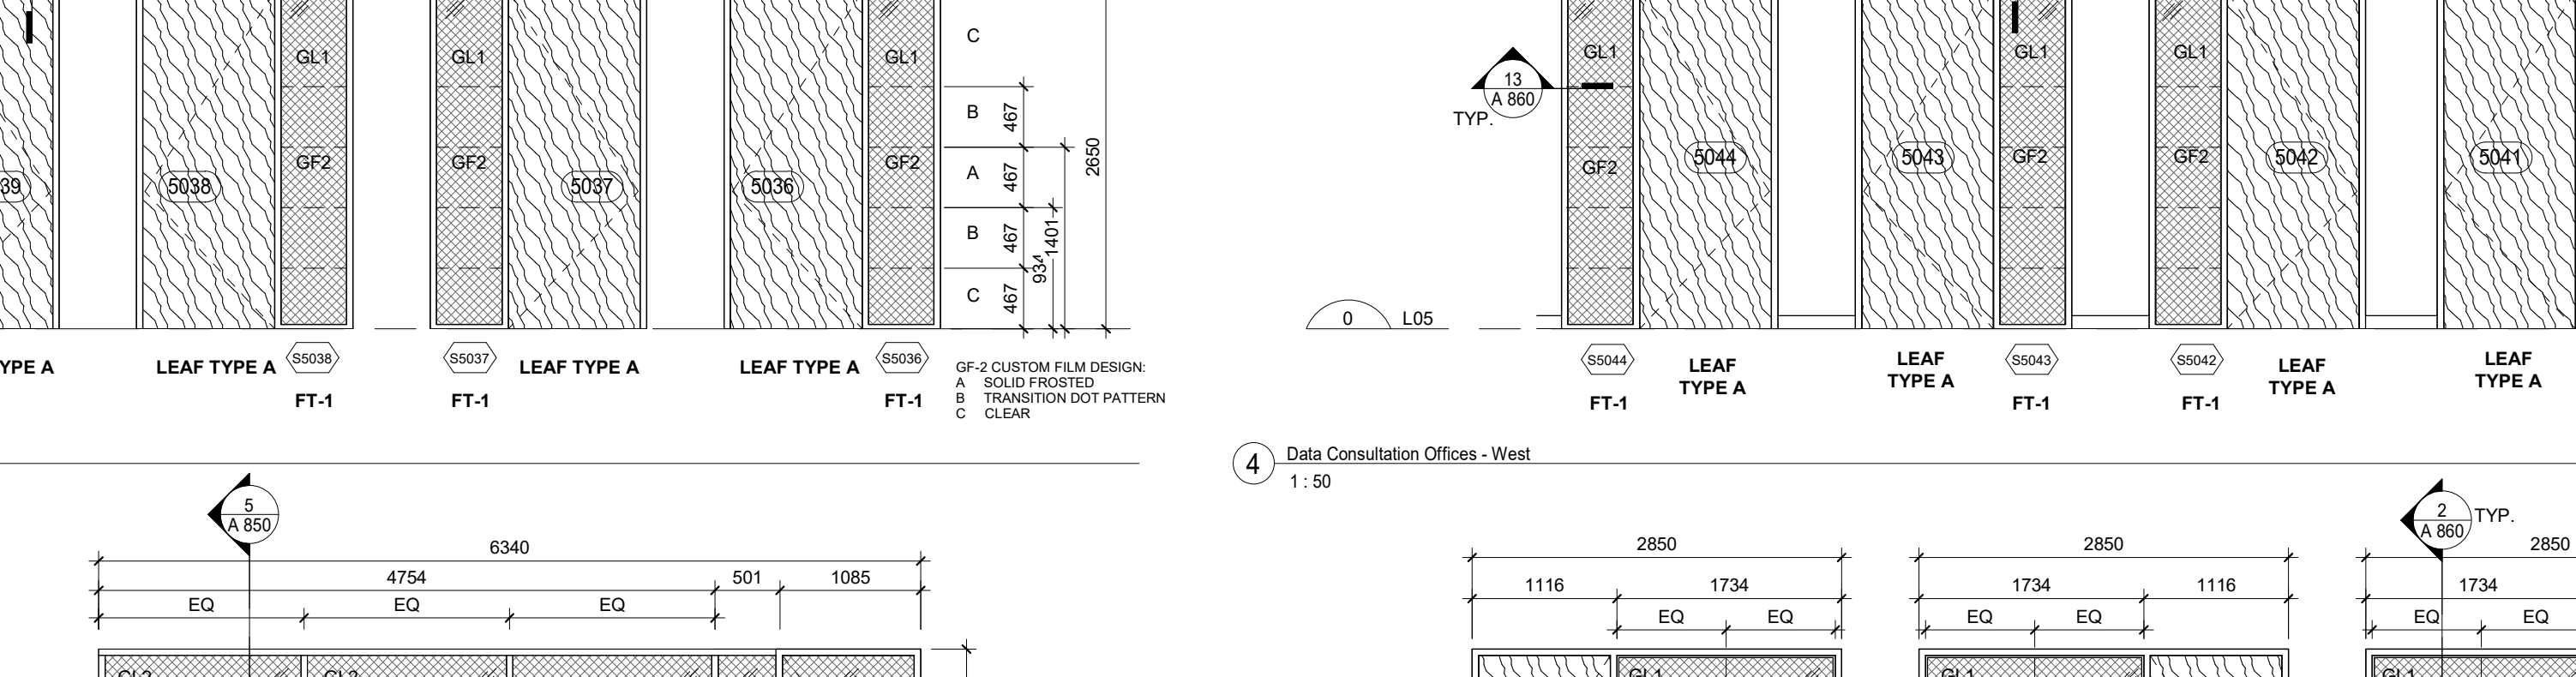 GL1
GL1
GL1
C
GL1
GL1
GL1
13
A 860
TYP.
B
467
GF2
GF2
GF2
A
467
2650
GF2
5044
5043
GF2
GF2
5042
5041
39
5038
5037
5036
B
467
1401
934
C
467
0
L05
YPE A
LEAF TYPE A
S5038
S5037
LEAF TYPE A
LEAF TYPE A
S5036
FT-1
FT-1
FT-1
GF-2 CUSTOM FILM DESIGN:
A SOLID FROSTED
B TRANSITION DOT PATTERN
C CLEAR
S5044
LEAF
TYPE A
LEAF
TYPE A
S5043
S5042
LEAF
TYPE A
LEAF
TYPE A
FT-1
FT-1
FT-1
4
Data Consultation Offices - West
1 : 50
5
A 850
6340
4754
501
1085
EQ
EQ
EQ
2850
1116
1734
EQ
EQ
2850
1734
1116
EQ
EQ
2
A 860
TYP.
2850
1734
EQ
EQ
GL1
GL1
GL1